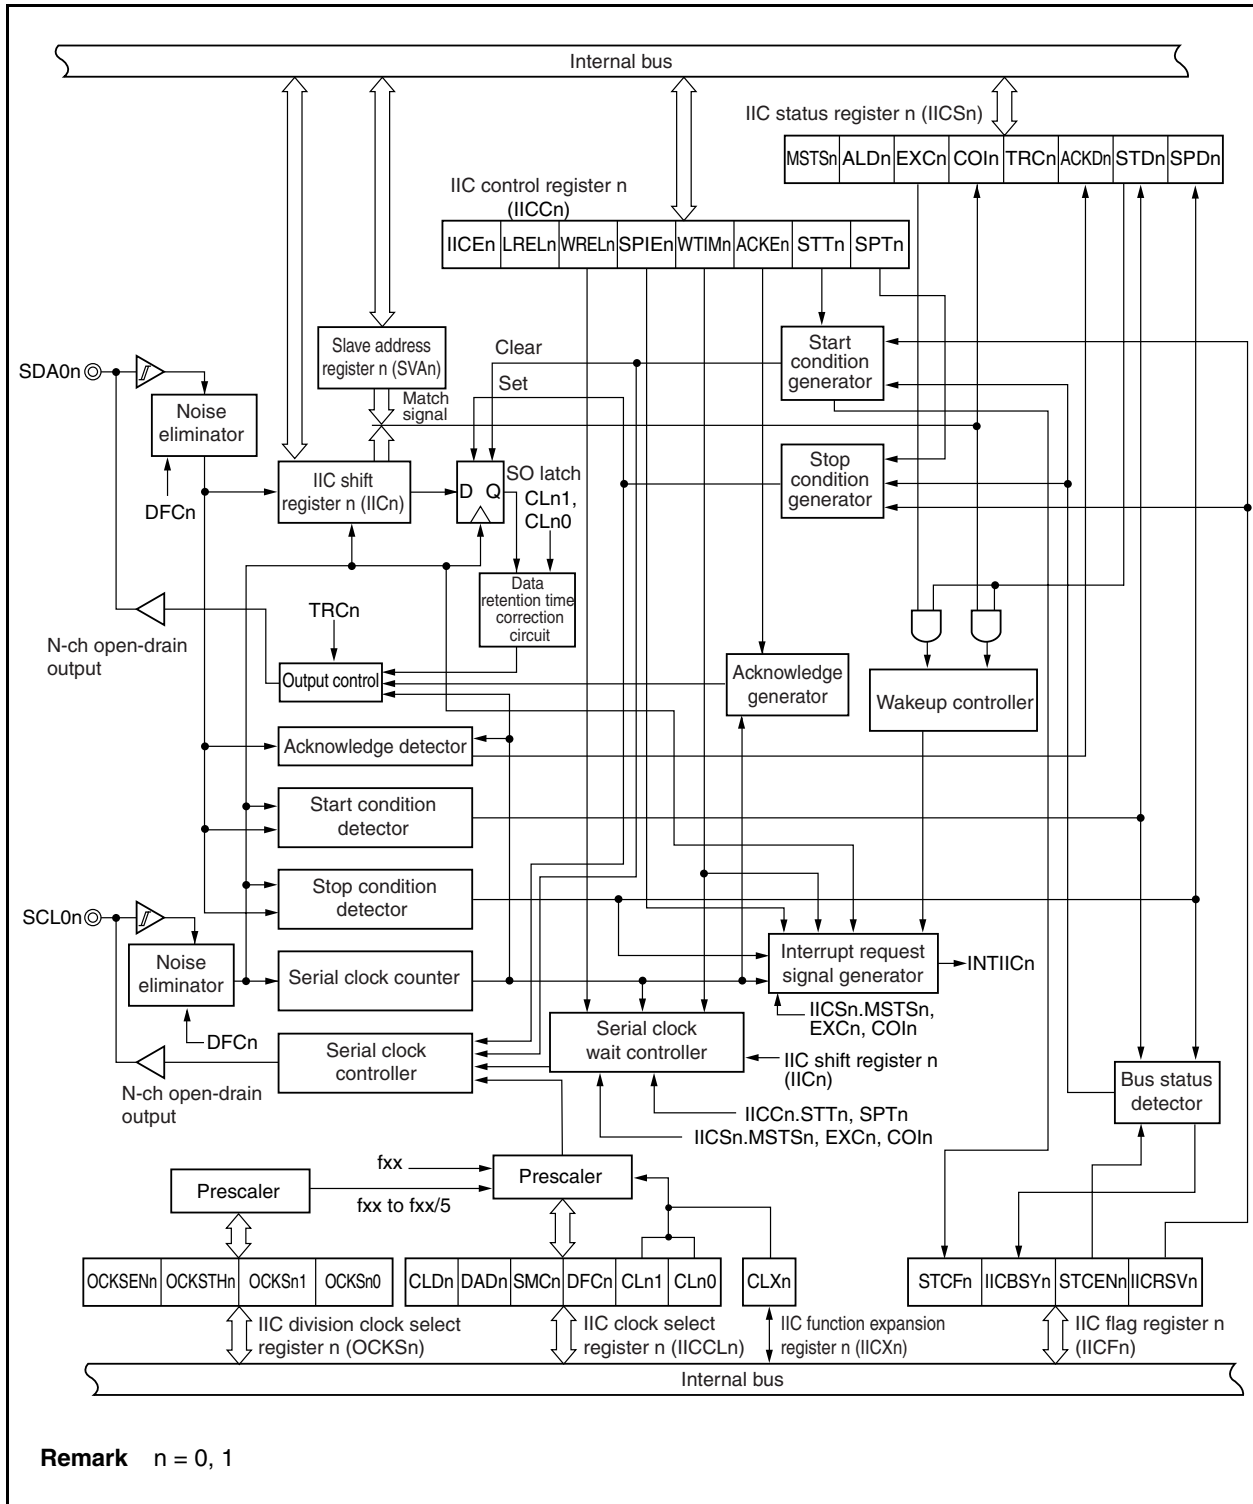 Internal bus
IIC status register n (IICSn)
MSTSn ALDn EXCn COIn TRCn ACKDn STDn SPDn
IIC control register n
(IICCn)
IICEn LRELn WRELn SPIEn WTIMn ACKEn STTn SPTn
Slave address
register n (SVAn)
Clear
Start
condition
generator
SDA0n
Set
Match
signal
Noise
eliminator
Stop
condition
generator
IIC shift
register n (IICn)
D Q
SO latch
CLn1,
CLn0
DFCn
Data
retention time
correction
circuit
TRCn
N-ch open-drain
output
Output control
Acknowledge
generator
Wakeup controller
Acknowledge detector
Start condition
detector
Stop condition
detector
SCL0n
Noise
eliminator
Serial clock counter
Interrupt request
signal generator
INTIICn
IICSn.MSTSn,
EXCn, COIn
DFCn
Serial clock
controller
Serial clock
wait controller
IIC shift register n
(IICn)
N-ch open-drain
output
Bus status
detector
IICCn.STTn, SPTn
IICSn.MSTSn, EXCn, COIn
fxx
Prescaler
Prescaler
fxx to fxx/5
OCKSENn OCKSTHn OCKSn1 OCKSn0
CLDn DADn SMCn DFCn CLn1 CLn0
CLXn
STCFn IICBSYn STCENn IICRSVn
IIC division clock select
register n (OCKSn)
IIC clock select
register n (IICCLn)
IIC function expansion
register n (IICXn)
IIC flag register n
(IICFn)
Internal bus
Remark n = 0, 1